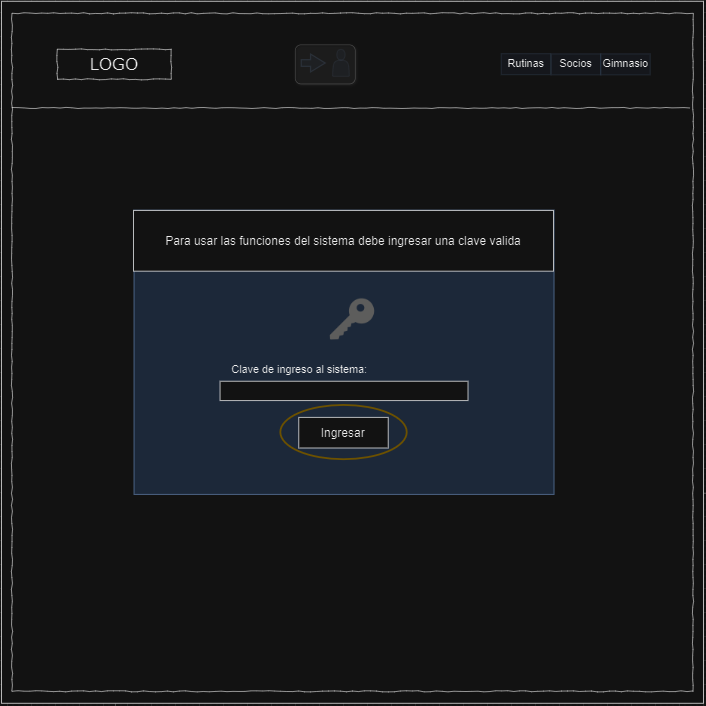 LOGO
Rutinas
Socios
Gimnasio
Para usar las funciones del sistema debe ingresar una clave valida
Clave de ingreso al sistema:
Ingresar